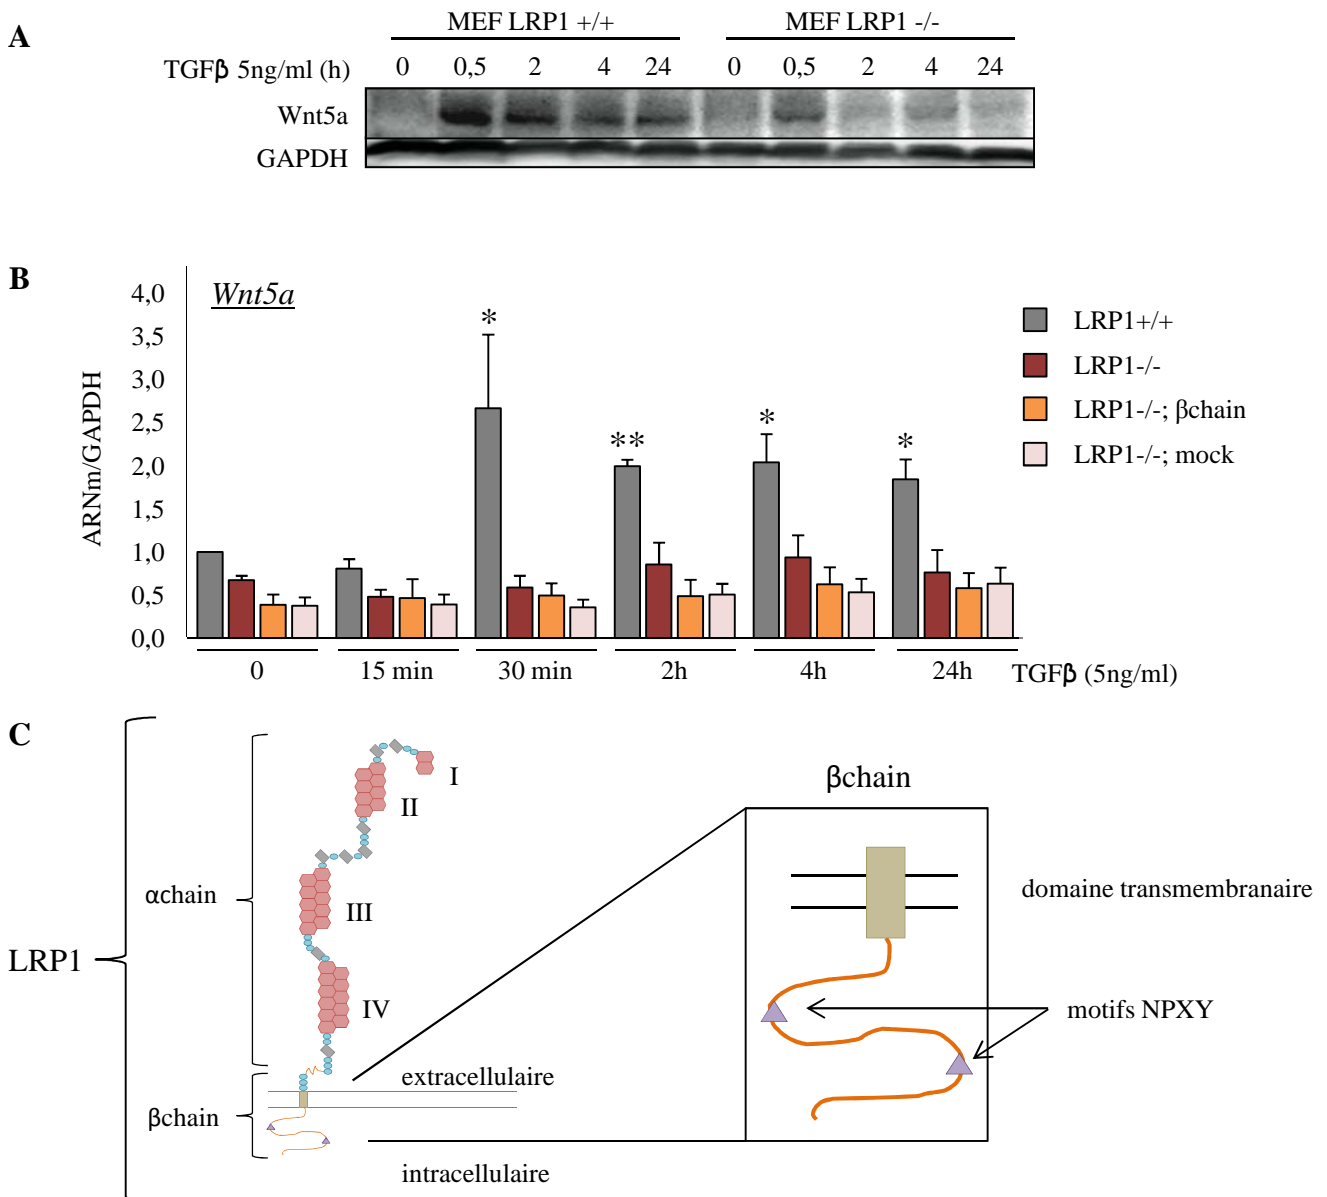 A
MEF LRP1 +/+
MEF LRP1 -/-
TGFβ 5ng/ml (h) 0 0,5 2 4 24 0 0,5 2 4 24
Wnt5a
GAPDH
B
Wnt5a
ARNm/GAPDH
4,0
3,5
3,0
2,5
2,0
1,5
1,0
0,5
0,0
*
**
*
*
LRP1+/+
LRP1-/-
LRP1-/-; βchain
LRP1-/-; mock
0 15 min 30 min 2h 4h 24h TGFβ (5ng/ml)
C
LRP1
αchain
βchain
I
II
III
IV
extracellulaire
intracellulaire
βchain
domaine transmembranaire
motifs NPXY